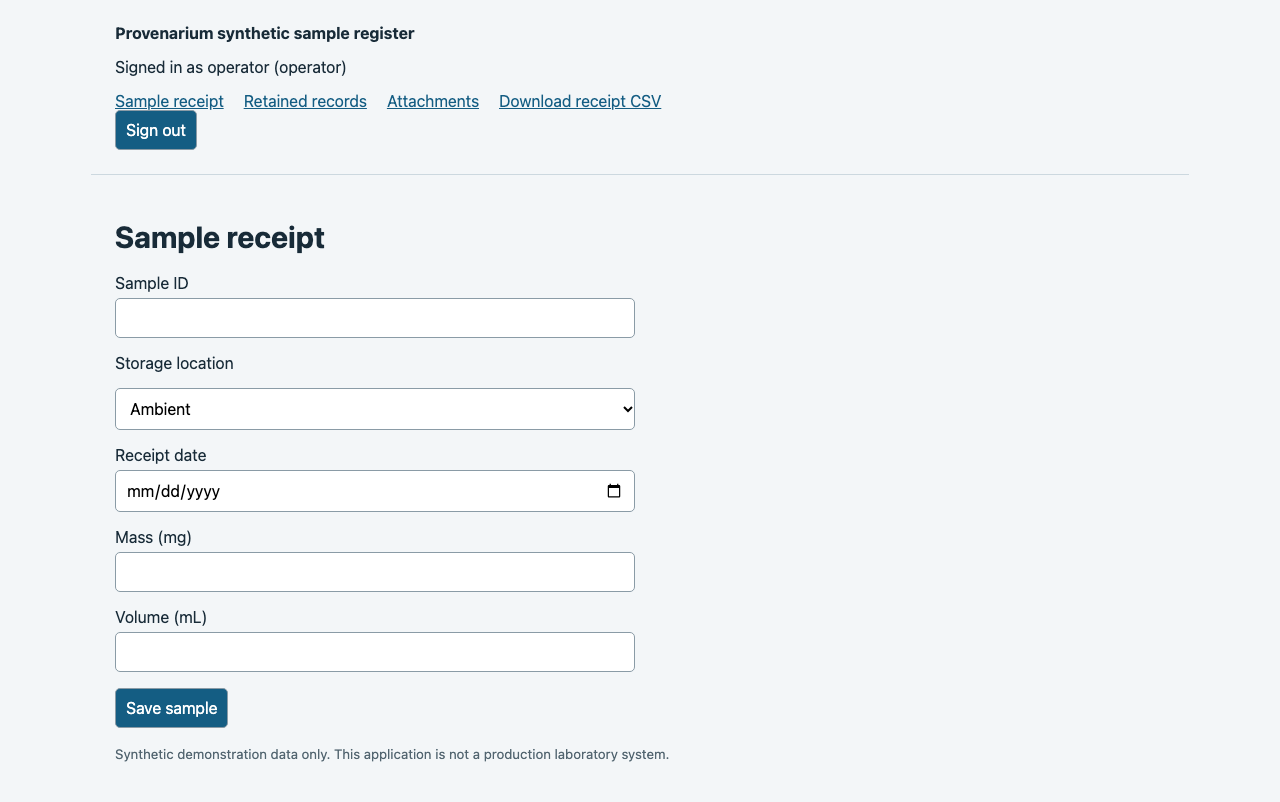 Provenarium synthetic sample register
Signed in as operator (operator)
Sample receipt Retained records Attachments Download receipt CSV
Sign out
Sample receipt
Sample ID
Storage location
Ambient
Receipt date
mm/dd/yyyy
Mass (mg)
Volume (mL)
Save sample
Synthetic demonstration data only. This application is not a production laboratory system.